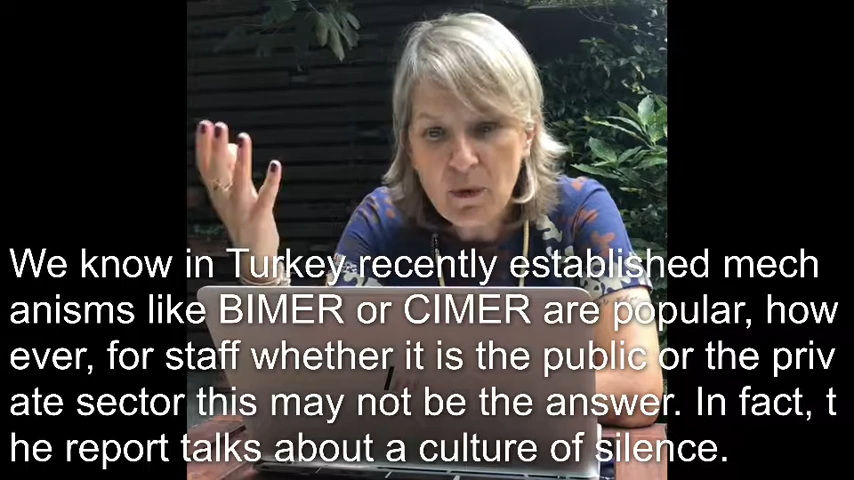 We know in Turkey recently established mech
anisms like BIMER or CIMER are popular, how
ever, for staff whether it is the public or the priv
ate sector this may not be the answer. In fact, t
he report talks about a culture of silence.